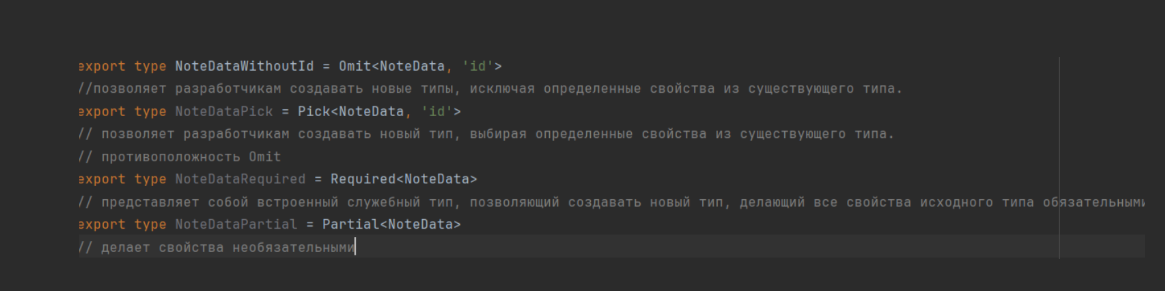 export type NoteDataWithoutId = Omit<NoteData, 'id'>
//позволяет разработчикам создавать новые типы, исключая определенные свойства из существующего типа.
export type NoteDataPick = Pick<NoteData, 'id'>
// позволяет разработчикам создавать новый тип, выбирая определенные свойства из существующего типа.
// противоположность Omit
export type NoteDataRequired = Required<NoteData>
// представляет собой встроенный служебный тип, позволяющий создавать новый тип, делающий все свойства исходного типа обязательными
export type NoteDataPartial = Partial<NoteData>
// делает свойства необязательными